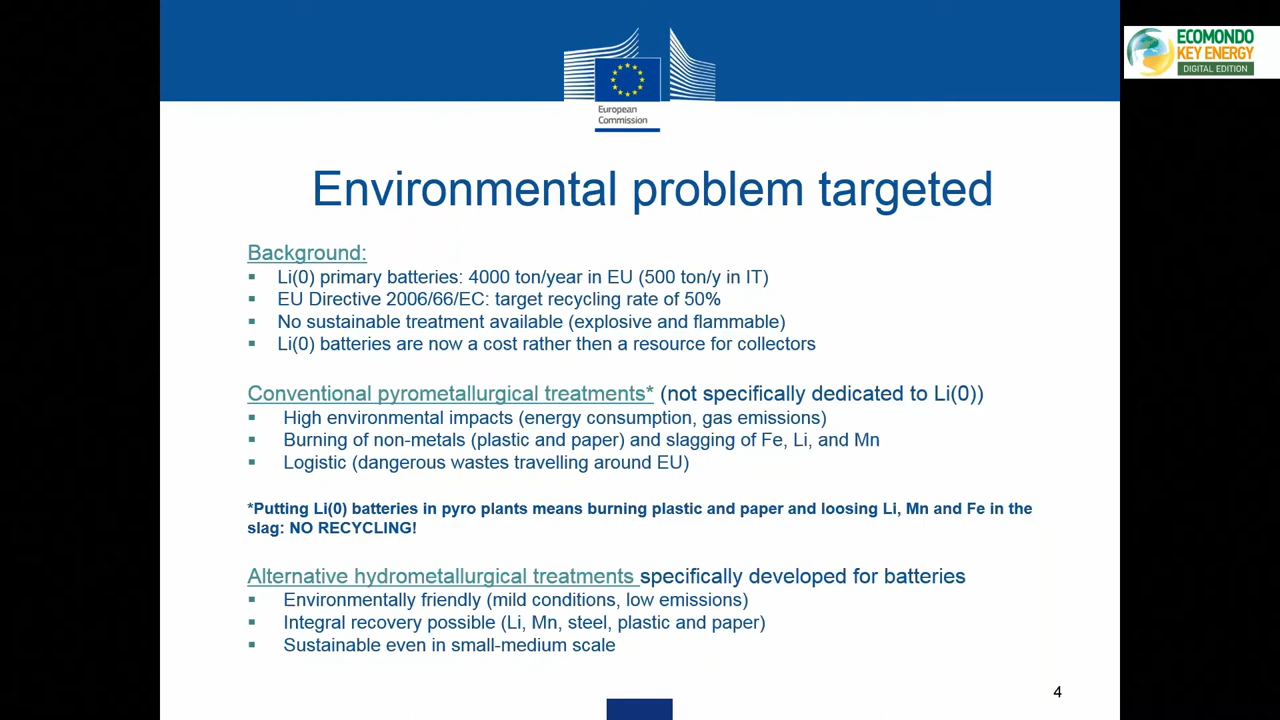 ECOMONDO
KEY ENERGY
DIGITAL EDITION
European
Commission
Environmental problem targeted
Background:
▪ Li(0) primary batteries: 4000 ton/year in EU (500 ton/y in IT)
▪ EU Directive 2006/66/EC: target recycling rate of 50%
▪ No sustainable treatment available (explosive and flammable)
▪ Li(0) batteries are now a cost rather then a resource for collectors
Conventional pyrometallurgical treatments* (not specifically dedicated to Li(0))
▪ High environmental impacts (energy consumption, gas emissions)
▪ Burning of non-metals (plastic and paper) and slagging of Fe, Li, and Mn
▪ Logistic (dangerous wastes travelling around EU)
*Putting Li(0) batteries in pyro plants means burning plastic and paper and loosing Li, Mn and Fe in the
slag: NO RECYCLING!
Alternative hydrometallurgical treatments specifically developed for batteries
▪ Environmentally friendly (mild conditions, low emissions)
▪ Integral recovery possible (Li, Mn, steel, plastic and paper)
▪ Sustainable even in small-medium scale
4